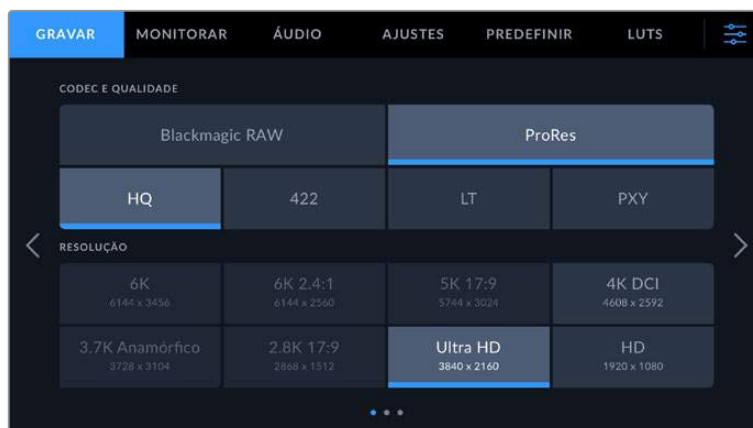 GRAVAR MONITORAR ÁUDIO AJUSTES PREDEFINIR LUTS
CODEC E QUALIDADE
Blackmagic RAW ProRes
HQ 422 LT PXY
RESOLUÇÃO
6K 6K 2.4:1 5K 17:9 4K DCI
6144 x 3456 6144 x 2560 5744 x 3024 4608 x 2592
3.7K Anamórfico 2.8K 17:9 Ultra HD HD
3728 x 3104 2868 x 1512 3840 x 2160 1920 x 1080